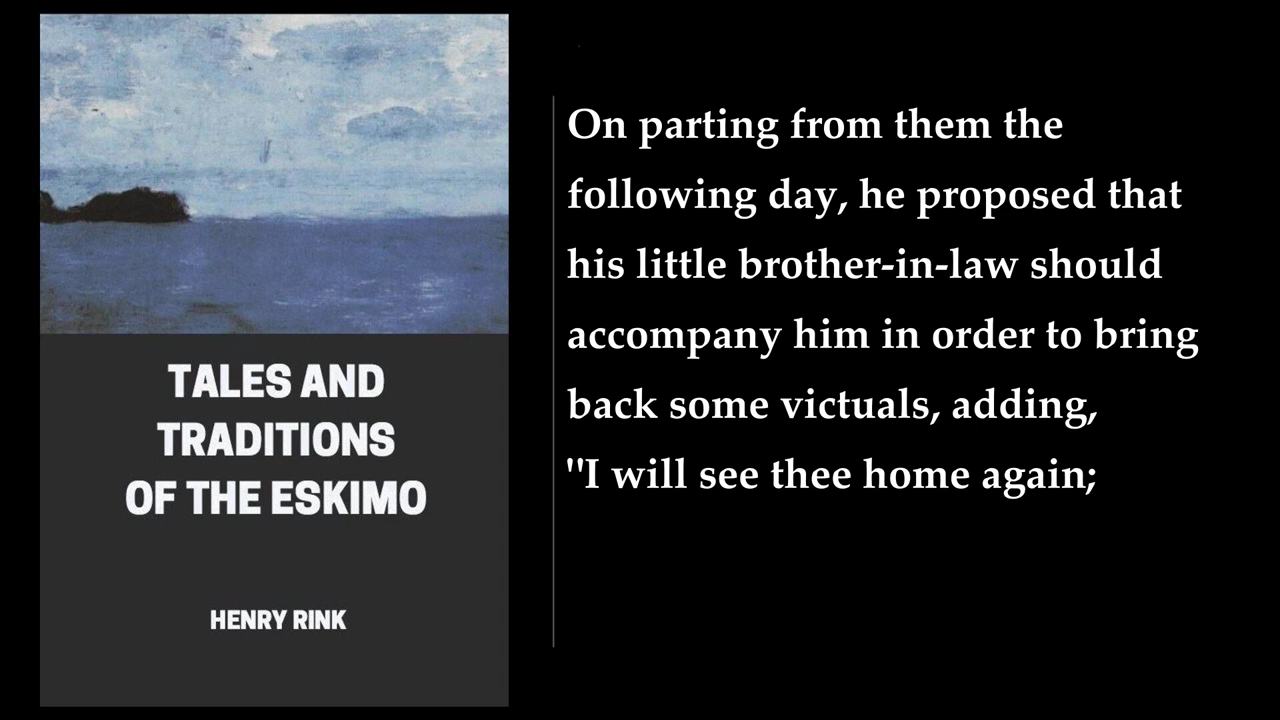 TALES AND
TRADITIONS
OF THE ESKIMO
HENRY RINK
On parting from them the
following day, he proposed that
his little brother-in-law should
accompany him in order to bring
back some victuals, adding,
"I will see thee home again;